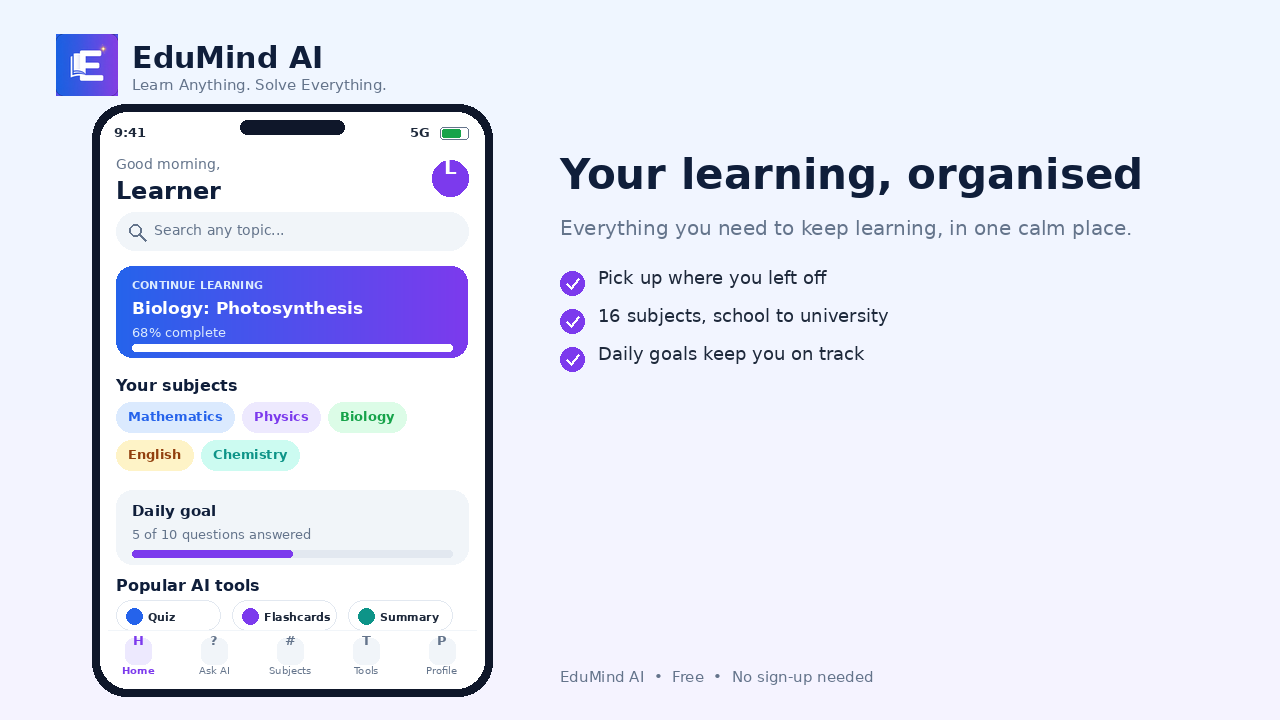 EduMind AI
Learn Anything. Solve Everything.
9:41
5G
Good morning,
Learner
L
Search any topic...
CONTINUE LEARNING
Biology: Photosynthesis
68% complete
Your subjects
Mathematics
Physics
Biology
English
Chemistry
Daily goal
5 of 10 questions answered
Popular AI tools
Quiz
Flashcards
Summary
H
?
#
T
P
Home
Ask AI
Subjects
Tools
Profile
Your learning, organised
Everything you need to keep learning, in one calm place.
Pick up where you left off
16 subjects, school to university
Daily goals keep you on track
EduMind AI • Free • No sign-up needed